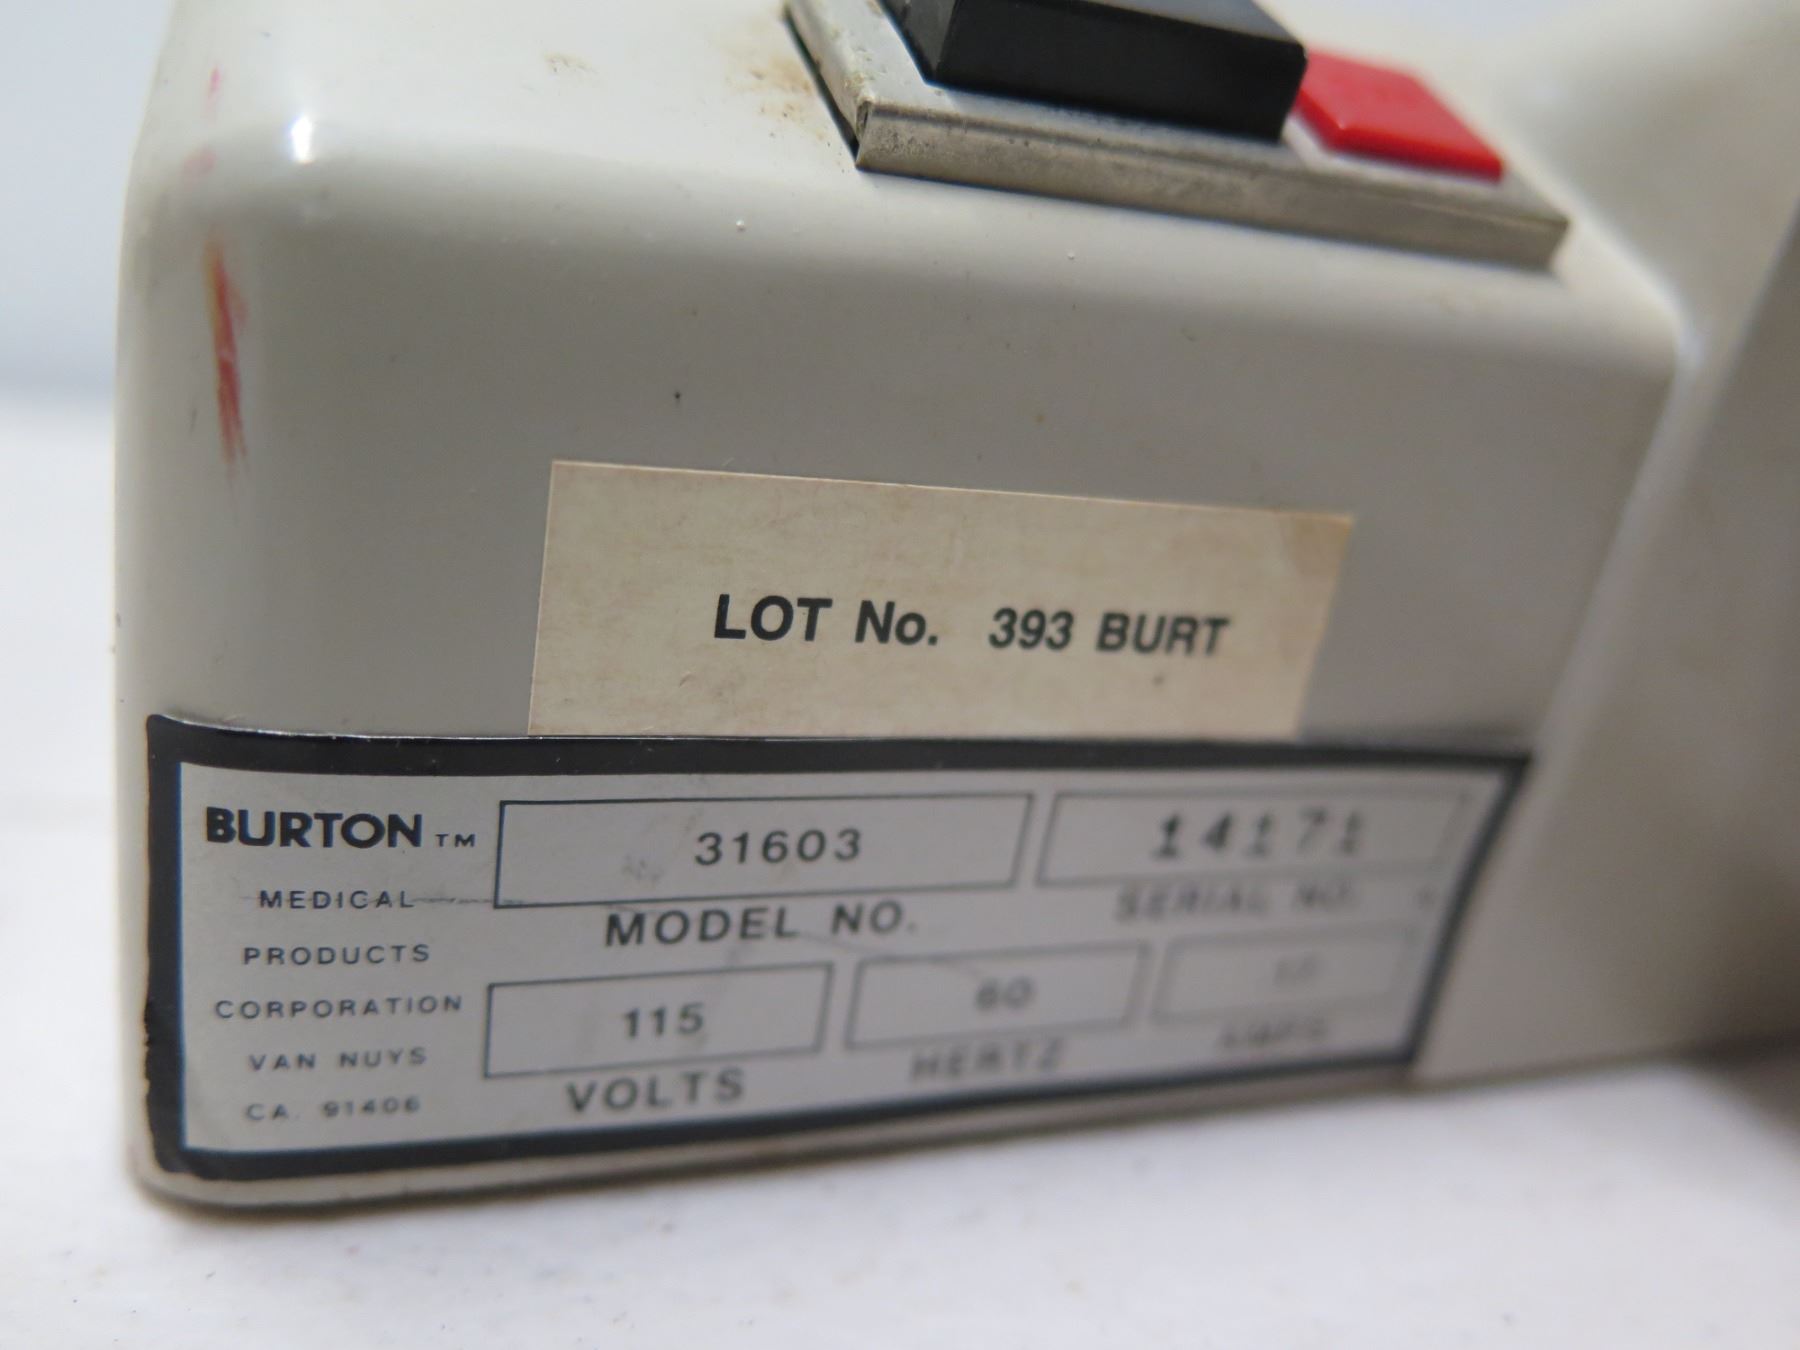 LOT No. 393 BURT
BURTON TM
MEDICAL
PRODUCTS
CORPORATION
VAN NUYS
CA. 91406
31603
MODEL NO.
14171
SERIAL NO.
115
VOLTS
60
HERTZ
AMPS